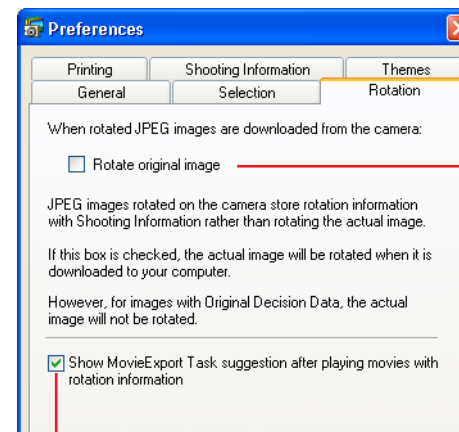 Preferences
Printing Shooting Information Themes
General Selection Rotation
When rotated JPEG images are downloaded from the camera:
Rotate original image
JPEG images rotated on the camera store rotation information
with Shooting Information rather than rotating the actual image.
If this box is checked, the actual image will be rotated when it is
downloaded to your computer.
However, for images with Original Decision Data, the actual
image will not be rotated.
Show MovieExport Task suggestion after playing movies with
rotation information